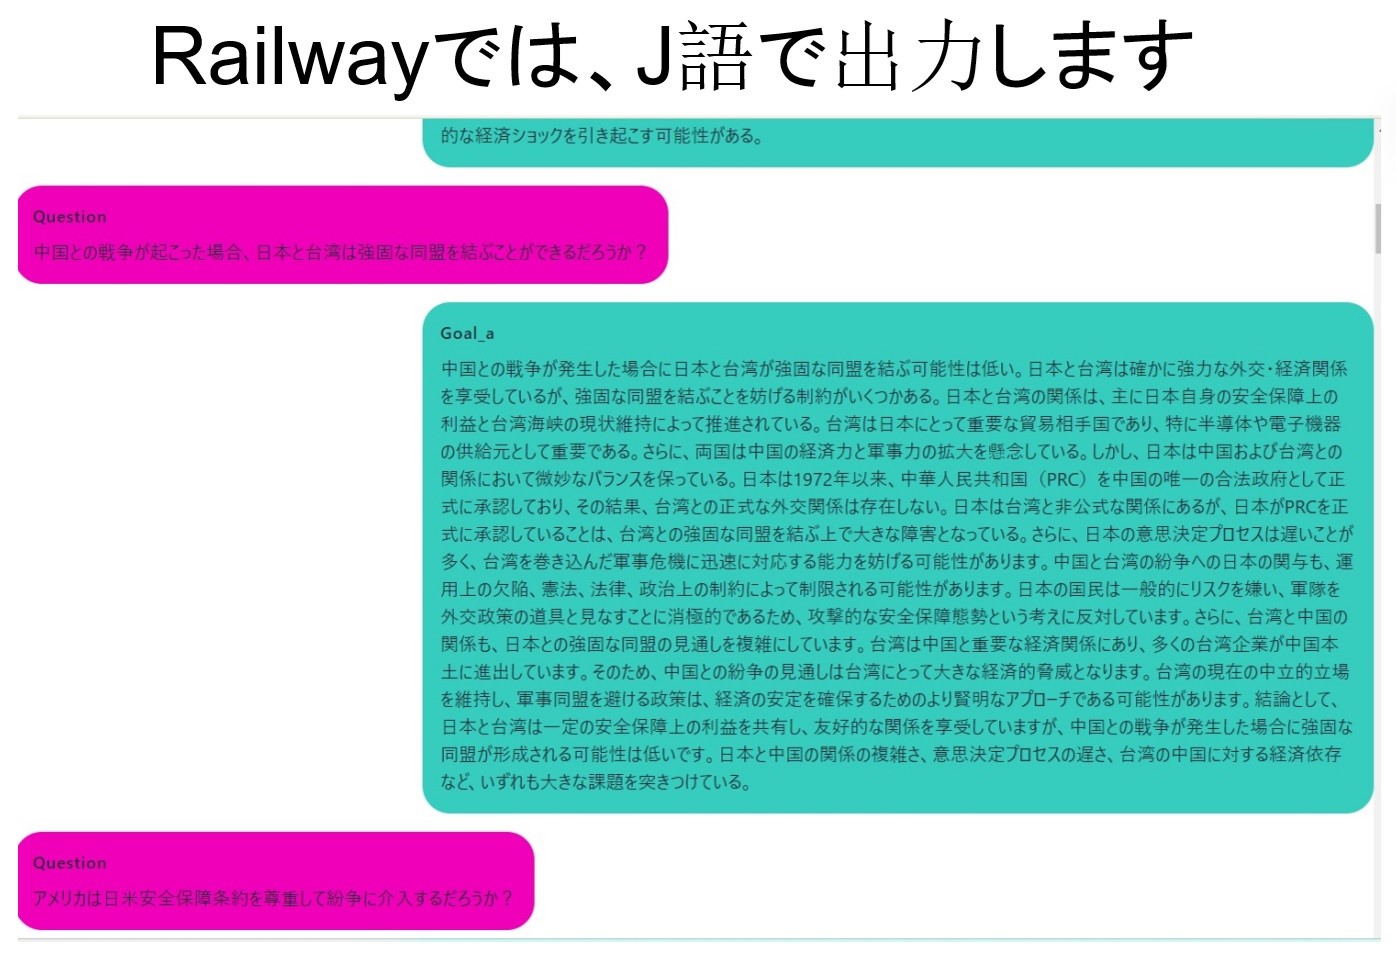 Railwayでは、J語で出力します
的な経済ショックを引き起こす可能性がある。
Question
中国との戦争が起こった場合、日本と台湾は強固な同盟を結ぶことができるだろうか？
Goal_a
中国との戦争が発生した場合に日本と台湾が強固な同盟を結ぶ可能性は低い。日本と台湾は確かに強力な外交・経済関係
を享受しているが、強固な同盟を結ぶことを妨げる制約がいくつかある。日本と台湾の関係は、主に日本自身の安全保障上の
利益と台湾海峡の現状維持によって推進されている。台湾は日本にとって重要な貿易相手国であり、特に半導体や電子機器
の供給元として重要である。さらに、両国は中国の経済力と軍事力の拡大を懸念している。しかし、日本は中国および台湾との
関係において微妙なバランスを保っている。日本は1972年以来、中華人民共和国（PRC）を中国の唯一の合法政府として正
式に承認しており、その結果、台湾との正式な外交関係は存在しない。日本は台湾と非公式な関係にあるが、日本がPRCを正
式に承認していることは、台湾との強固な同盟を結ぶ上で大きな障害となっている。さらに、日本の意思決定プロセスは遅いことが
多く、台湾を巻き込んだ軍事危機に迅速に対応する能力を妨げる可能性があります。中国と台湾の紛争への日本の関与も、運
用上の欠陥、憲法、法律、政治上の制約によって制限される可能性があります。日本の国民は一般的にリスクを嫌い、軍隊を
外交政策の道具と見なすことに消極的であるため、攻撃的な安全保障態勢という考えに反対しています。さらに、台湾と中国の
関係も、日本との強固な同盟の見通しを複雑にしています。台湾は中国と重要な経済関係にあり、多くの台湾企業が中国本
土に進出しています。そのため、中国との紛争の見通しは台湾にとって大きな経済的脅威となります。台湾の現在の中立的立場
を維持し、軍事同盟を避ける政策は、経済の安定を確保するためのより賢明なアプローチである可能性があります。結論として、
日本と台湾は一定の安全保障上の利益を共有し、友好的な関係を享受していますが、中国との戦争が発生した場合に強固な
同盟が形成される可能性は低いです。日本と中国の関係の複雑さ、意思決定プロセスの遅さ、台湾の中国に対する経済依存
など、いずれも大きな課題を突きつけている。
Question
アメリカは日米安全保障条約を尊重して紛争に介入するだろうか？